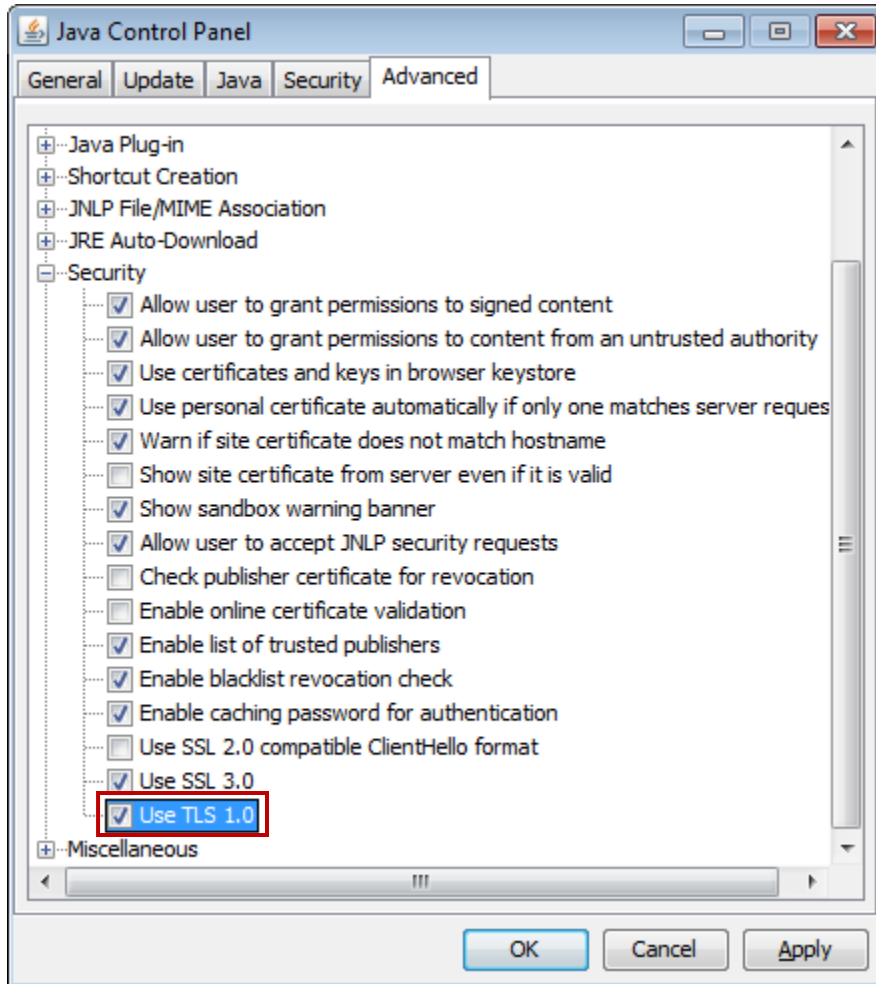 Java Control Panel
General Update Java Security Advanced
Java Plug-in
Shortcut Creation
JNLP File/MIME Association
JRE Auto-Download
Security
Allow user to grant permissions to signed content
Allow user to grant permissions to content from an untrusted authority
Use certificates and keys in browser keystore
Use personal certificate automatically if only one matches server reques
Warn if site certificate does not match hostname
Show site certificate from server even if it is valid
Show sandbox warning banner
Allow user to accept JNLP security requests
Check publisher certificate for revocation
Enable online certificate validation
Enable list of trusted publishers
Enable blacklist revocation check
Enable caching password for authentication
Use SSL 2.0 compatible ClientHello format
Use SSL 3.0
Use TLS 1.0
Miscellaneous
OK Cancel Apply